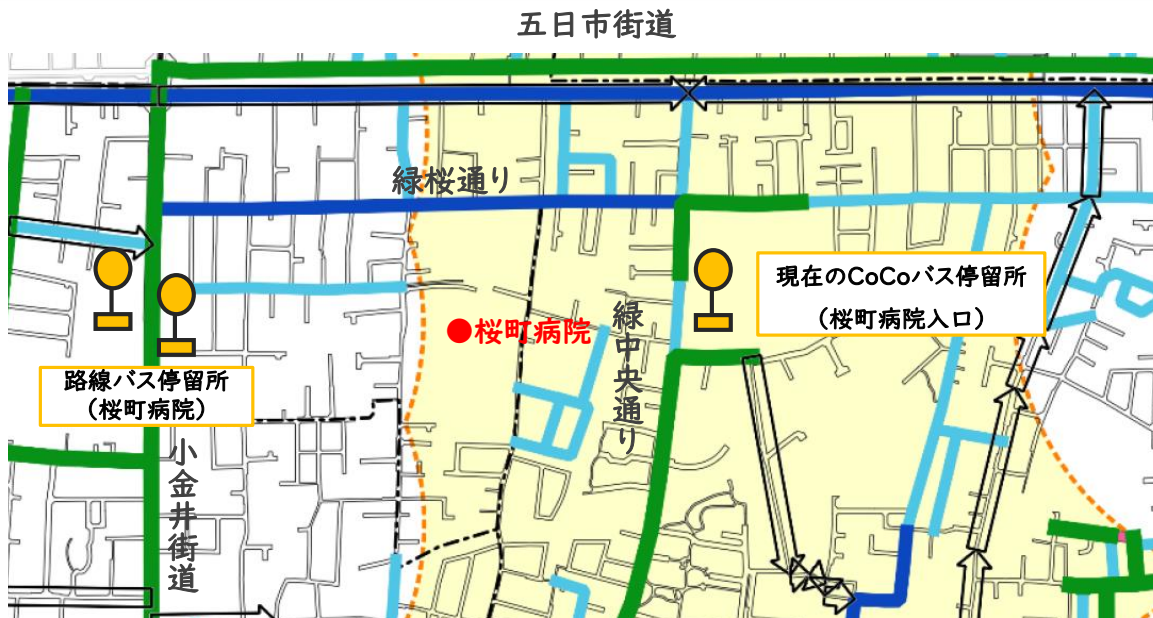 五日市街道
緑桜通り
現在のCoCoバス停留所
（桜町病院入口）
桜町病院
緑中央通り
路線バス停留所
（桜町病院）
小金井街道